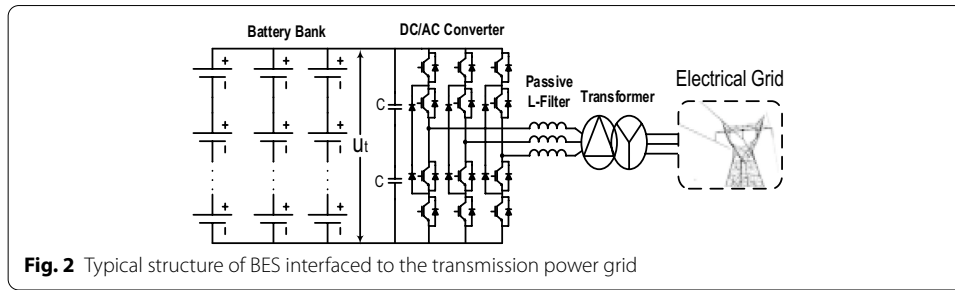 Battery Bank
DC/AC Converter
Passive
L-Filter
Transformer
Electrical Grid
+ + +
I I I
+ + +
I I I
+ + +
I I I
C
Ut
C
Fig. 2 Typical structure of BES interfaced to the transmission power grid